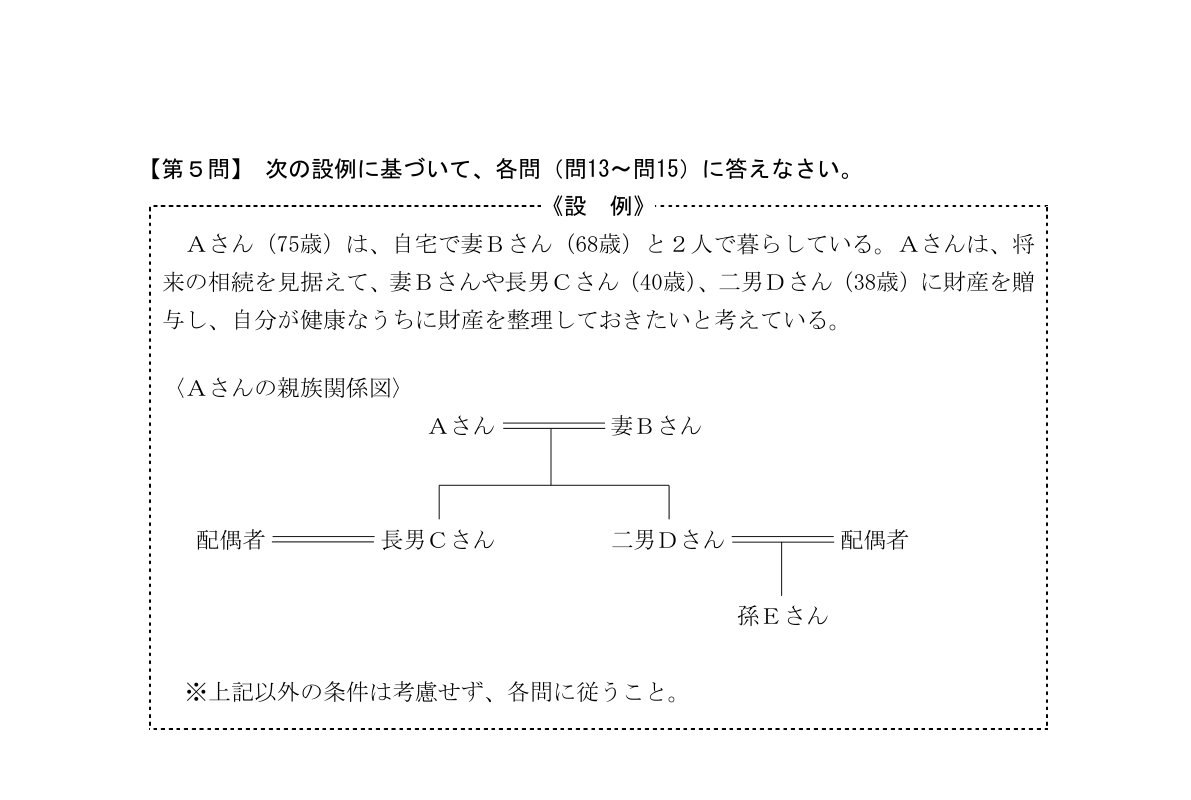 【第５問】 次の設例に基づいて、各問（問13～問15）に答えなさい。
《設　例》
Ａさん（75歳）は、自宅で妻Ｂさん（68歳）と２人で暮らしている。Ａさんは、将
来の相続を見据えて、妻Ｂさんや長男Ｃさん（40歳）、二男Ｄさん（38歳）に財産を贈
与し、自分が健康なうちに財産を整理しておきたいと考えている。
〈Ａさんの親族関係図〉
Ａさん 妻Ｂさん
配偶者 長男Ｃさん 二男Ｄさん 配偶者
孫Ｅさん
※上記以外の条件は考慮せず、各問に従うこと。